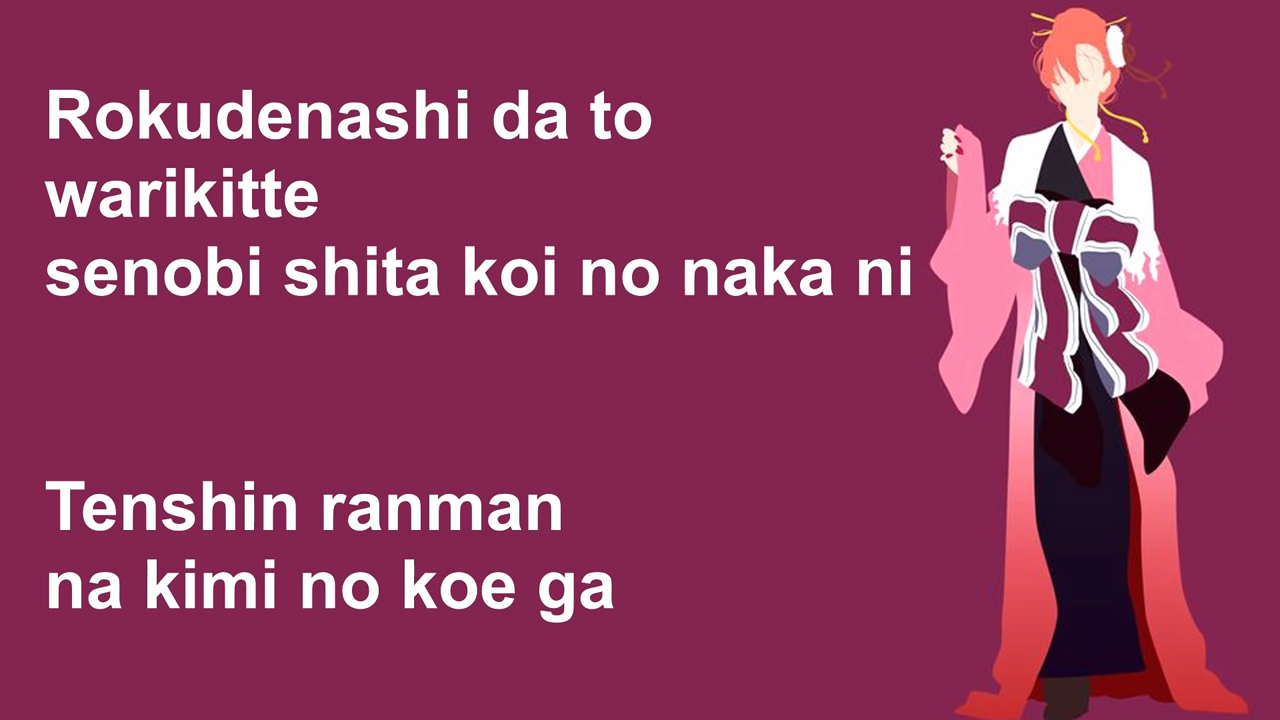 Rokudenashi da to
warikitte
senobi shita koi no naka ni
Tenshin ranman
na kimi no koe ga